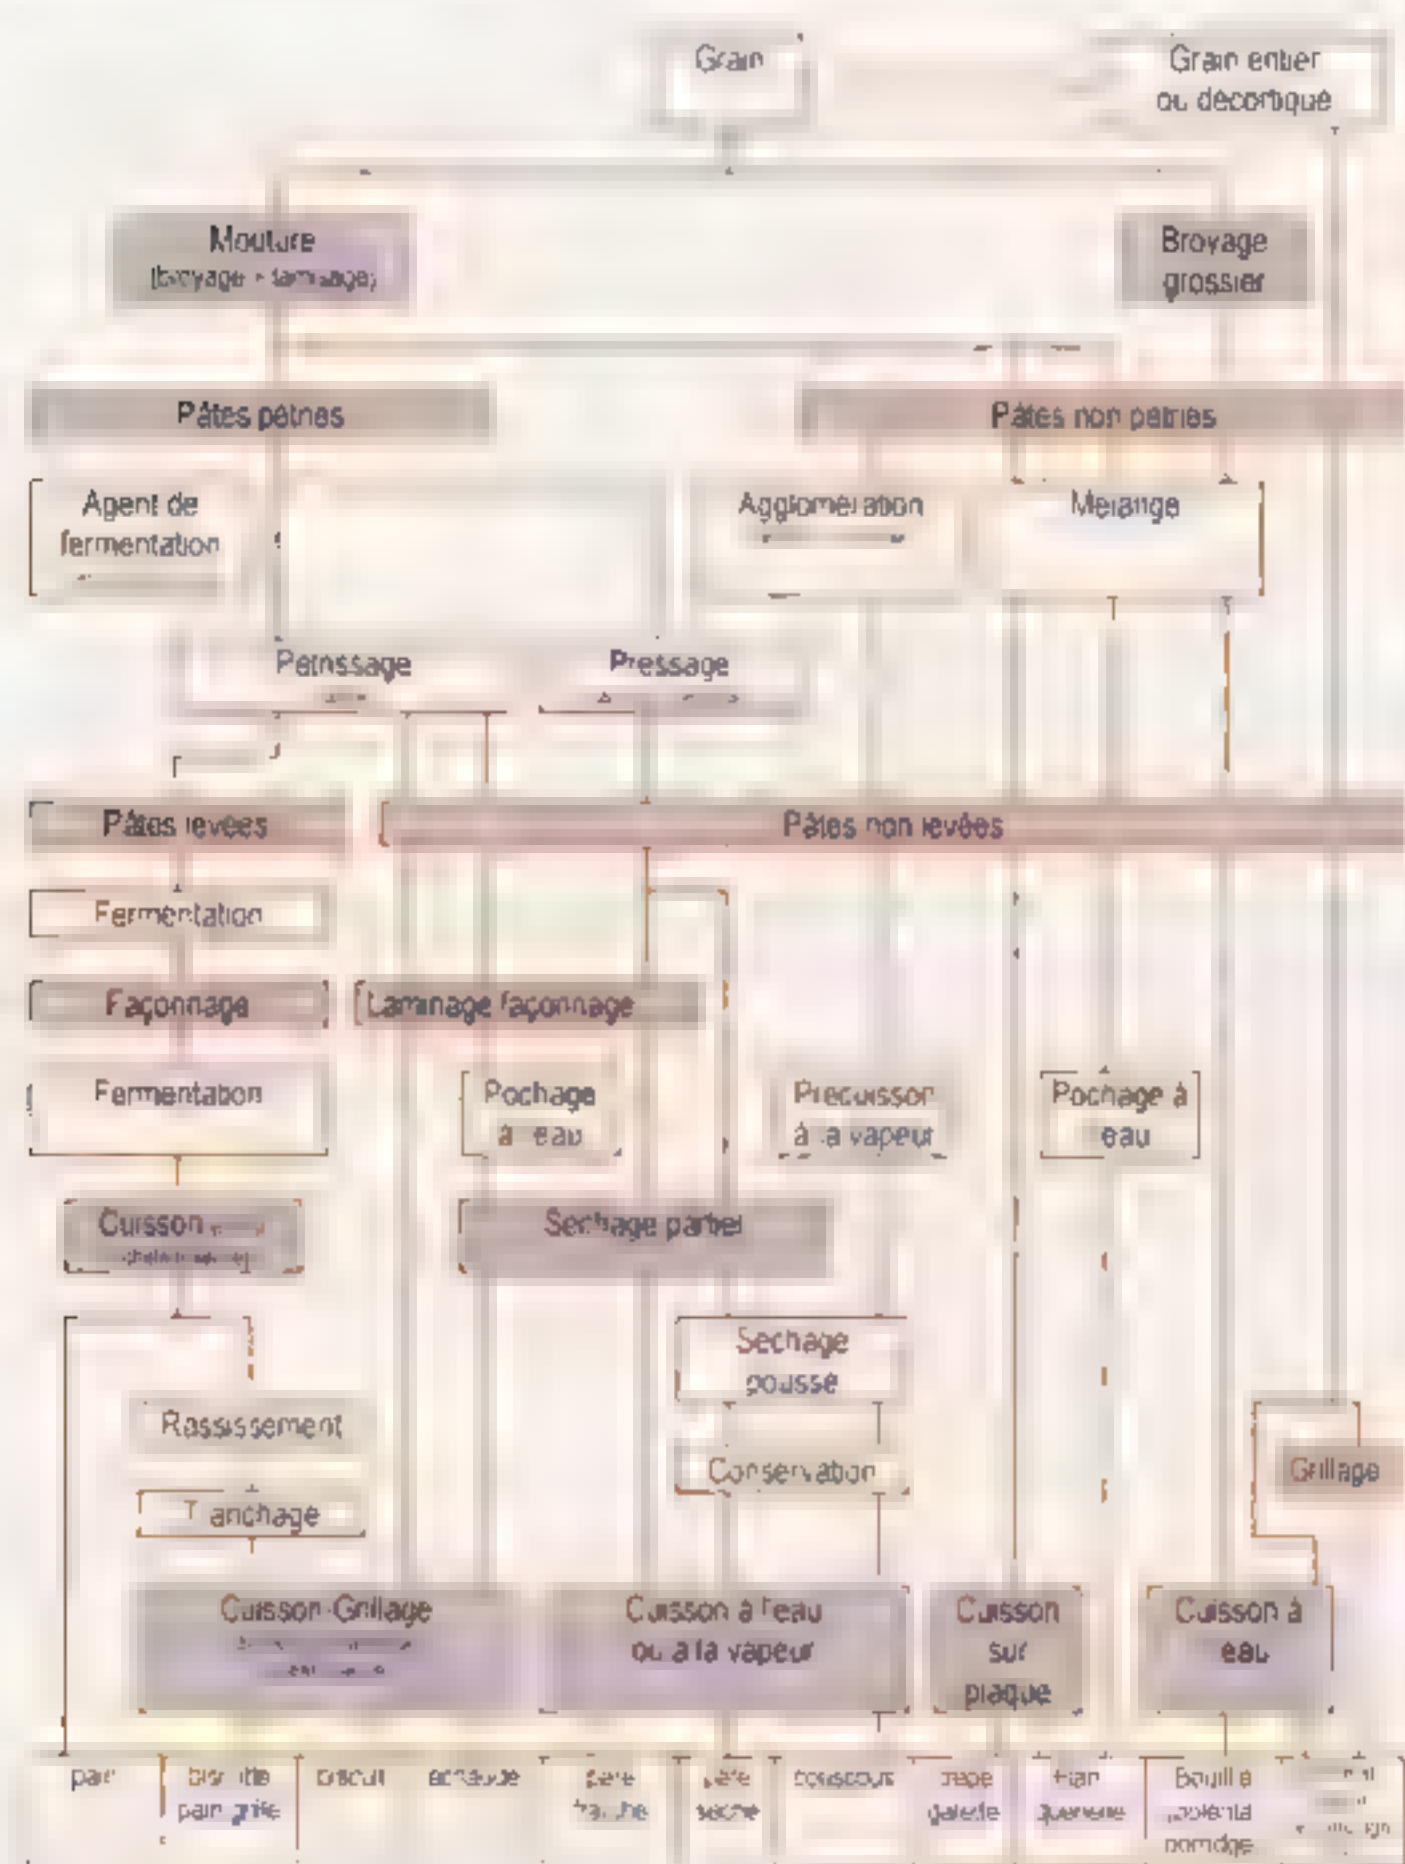 Grain
Grain entier
ou décortiqué
Mouture
(broyage + tamisage)
Broyage
grossier
Pâtes pétries
Pâtes non pétries
Agent de
fermentation
Agglomération
Mélange
Pétrissage
Pressage
Pâtes levées
Pâtes non levées
Fermentation
Façonnage
Laminage façonnage
Fermentation
Pochage
à eau
Précuisson
à la vapeur
Pochage à
eau
Cuisson
Séchage partiel
Séchage
poussé
Rassissement
Conservation
Grillage
Tranchage
Cuisson-Grillage
Cuisson à l'eau
ou à la vapeur
Cuisson
sur
plaque
Cuisson à
eau
pain
biscotte
pain grillé
biscuit
échaudé
pâte
fraîche
pâte
sèche
couscous
crêpe
galette
Flan
Bouillie
polenta
porridge